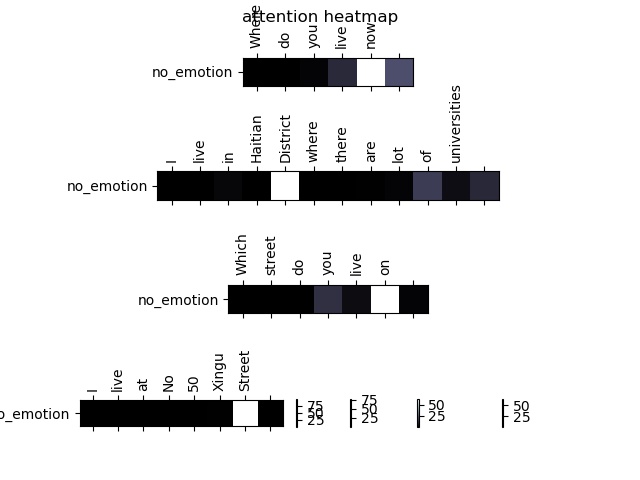 attention heatmap
Where do you live now
no_emotion
I live in Haitian District where there are lot of universities
no_emotion
Which street do you live on
no_emotion
I live at No 50 Xingu Street
o_emotion
75 50 25
75 50 25
50 25
50 25